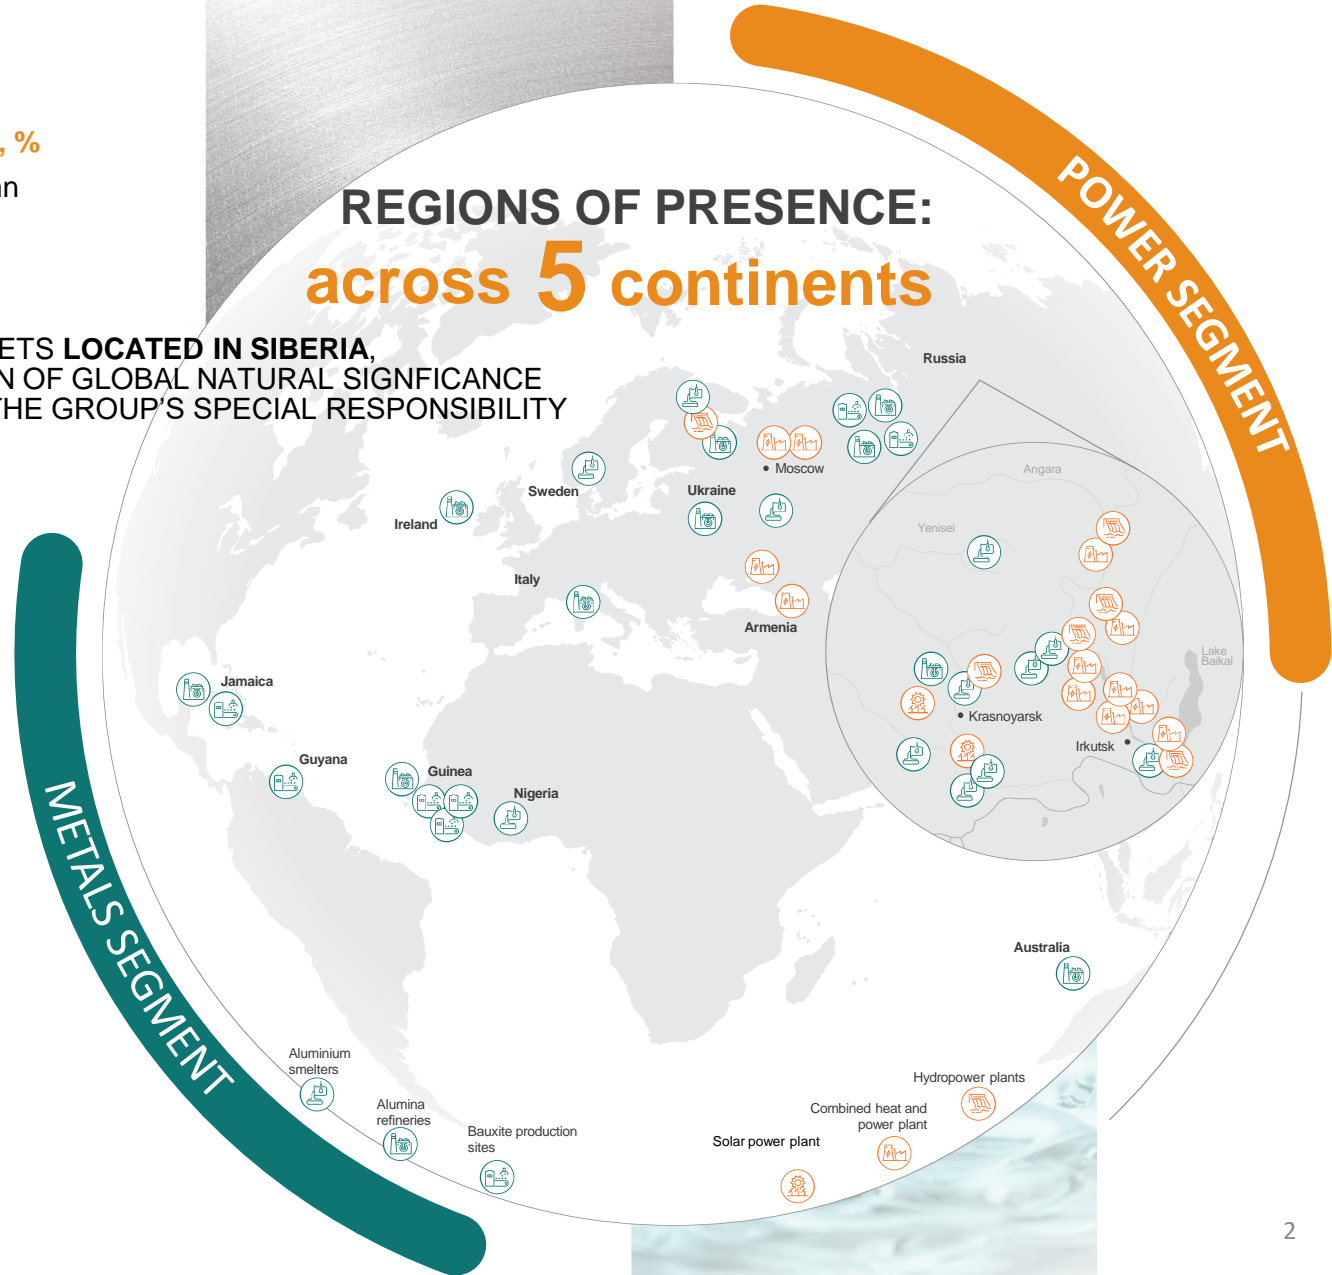 , %
REGIONS OF PRESENCE:
across 5 continents
ETS LOCATED IN SIBERIA,
N OF GLOBAL NATURAL SIGNFICANCE
THE GROUP'S SPECIAL RESPONSIBILITY
POWER SEGMENT
METALS SEGMENT
Russia
Moscow
Sweden
Ukraine
Ireland
Italy
Armenia
Angara
Yenisei
Lake
Baikal
Krasnoyarsk
Irkutsk
Jamaica
Guyana
Guinea
Nigeria
Australia
Aluminium
smelters
Alumina
refineries
Bauxite production
sites
Solar power plant
Combined heat and
power plant
Hydropower plants
2